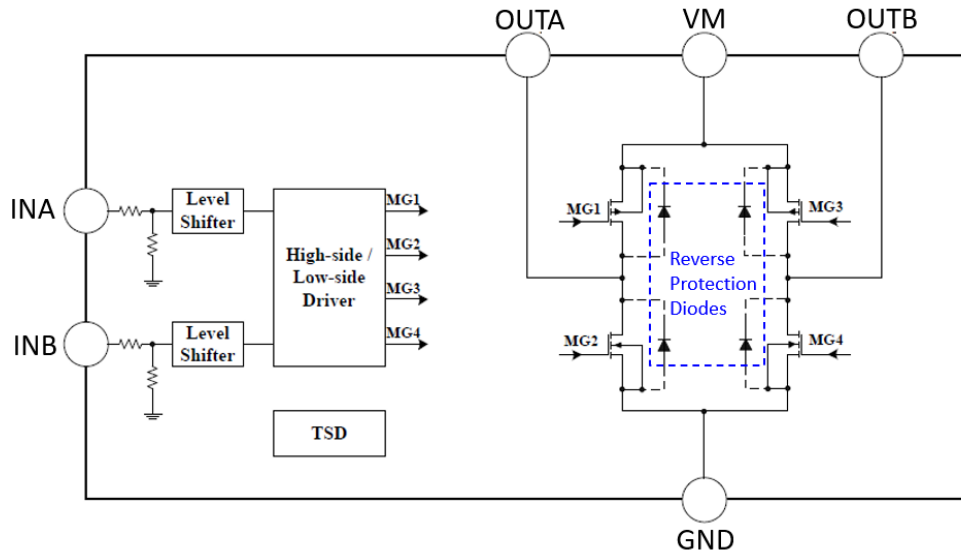 OUTA
VM
OUTB
INA
Level
Shifter
MG1
High-side /
Low-side
Driver
MG2
MG3
MG4
INB
Level
Shifter
TSD
MG1
MG3
Reverse
Protection
Diodes
MG2
MG4
GND